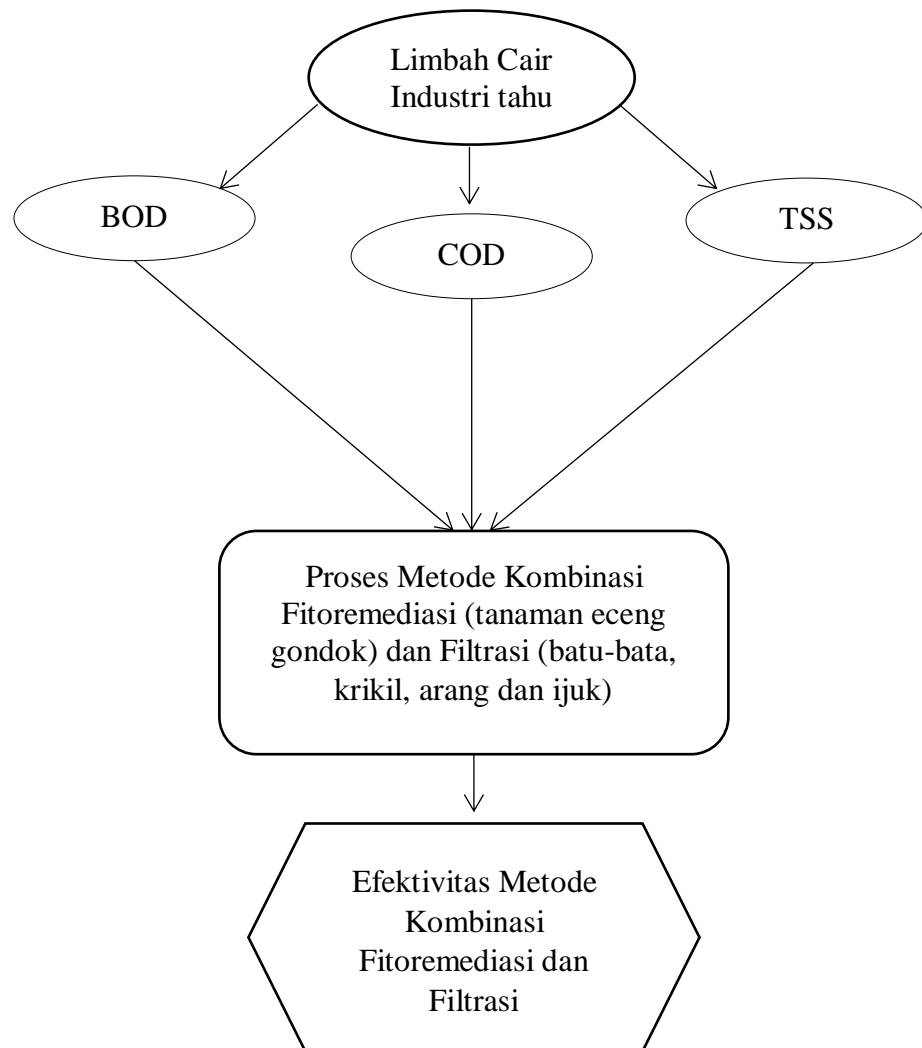 Limbah Cair
Industri tahu
BOD
COD
TSS
Proses Metode Kombinasi
Fitoremediasi (tanaman eceng
gondok) dan Filtrasi (batu-bata,
krikil, arang dan ijuk)
Efektivitas Metode
Kombinasi
Fitoremediasi dan
Filtrasi